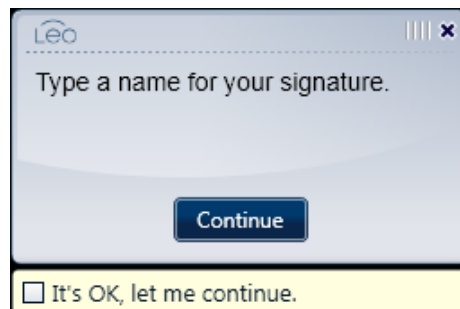 Leo
Type a name for your signature.
Continue
It's OK, let me continue.